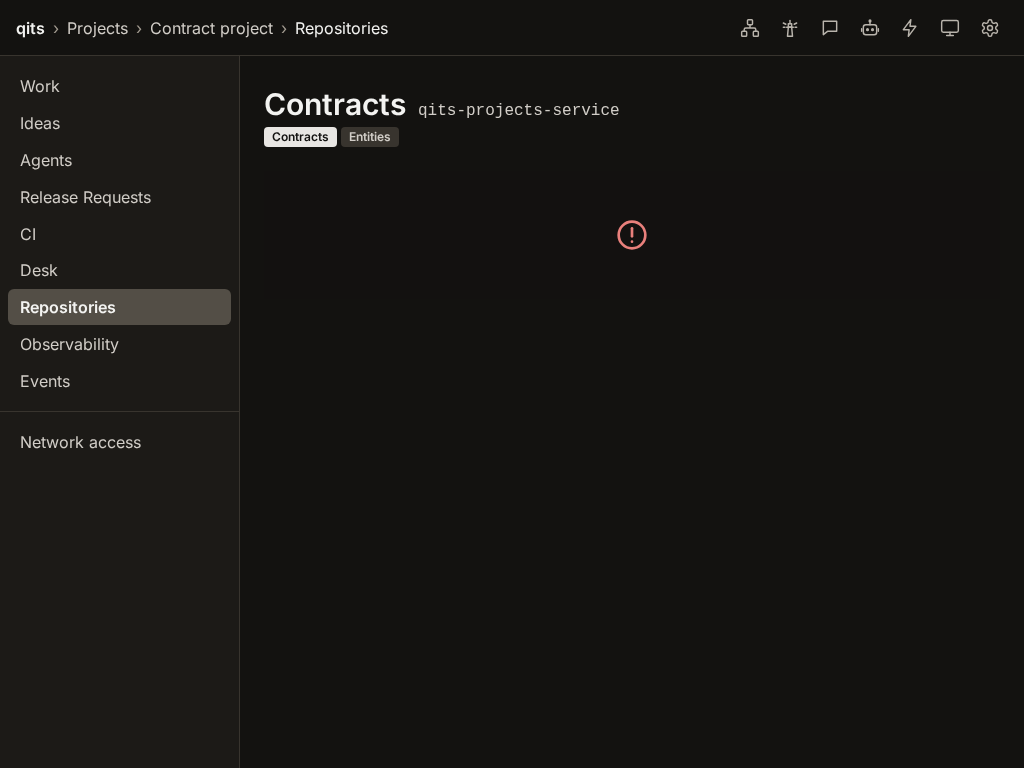 qits › Projects › Contract project › Repositories
Work
Ideas
Agents
Release Requests
CI
Desk
Repositories
Observability
Events
Network access
Contracts qits-projects-service
Contracts Entities